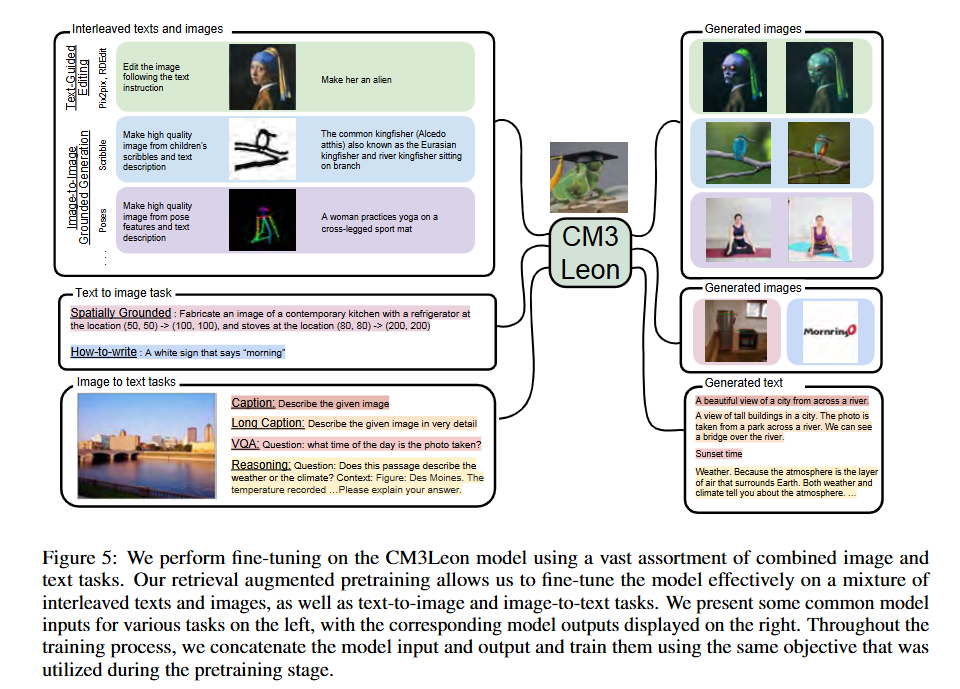 Interleaved texts and images
Text-Guided
Editing
Pix2pix, RDEdit
Edit the image
following the text
instruction
Make her an alien
Image-to-Image
Grounded Generation
Scribble
Make high quality
image from children's
scribbles and text
description
The common kingfisher (Alcedo
atthis) also known as the Eurasian
kingfisher and river kingfisher sitting
on branch
Poses
Make high quality
image from pose
features and text
description
A woman practices yoga on a
cross-legged sport mat
. . .
Text to image task
Spatially Grounded : Fabricate an image of a contemporary kitchen with a refrigerator at
the location (50, 50) -> (100, 100), and stoves at the location (80, 80) -> (200, 200)
How-to-write : A white sign that says "morning"
Image to text tasks
Caption: Describe the given image
Long Caption: Describe the given image in very detail
VQA: Question: what time of the day is the photo taken?
Reasoning: Question: Does this passage describe the
weather or the climate? Context: Figure: Des Moines. The
temperature recorded ...Please explain your answer.
CM3
Leon
Generated images
Generated images
Mornring
Generated text
A beautiful view of a city from across a river.
A view of tall buildings in a city. The photo is
taken from a park across a river. We can see
a bridge over the river.
Sunset time
Weather. Because the atmosphere is the layer
of air that surrounds Earth. Both weather and
climate tell you about the atmosphere. ...
Figure 5: We perform fine-tuning on the CM3Leon model using a vast assortment of combined image and
text tasks. Our retrieval augmented pretraining allows us to fine-tune the model effectively on a mixture of
interleaved texts and images, as well as text-to-image and image-to-text tasks. We present some common model
inputs for various tasks on the left, with the corresponding model outputs displayed on the right. Throughout the
training process, we concatenate the model input and output and train them using the same objective that was
utilized during the pretraining stage.